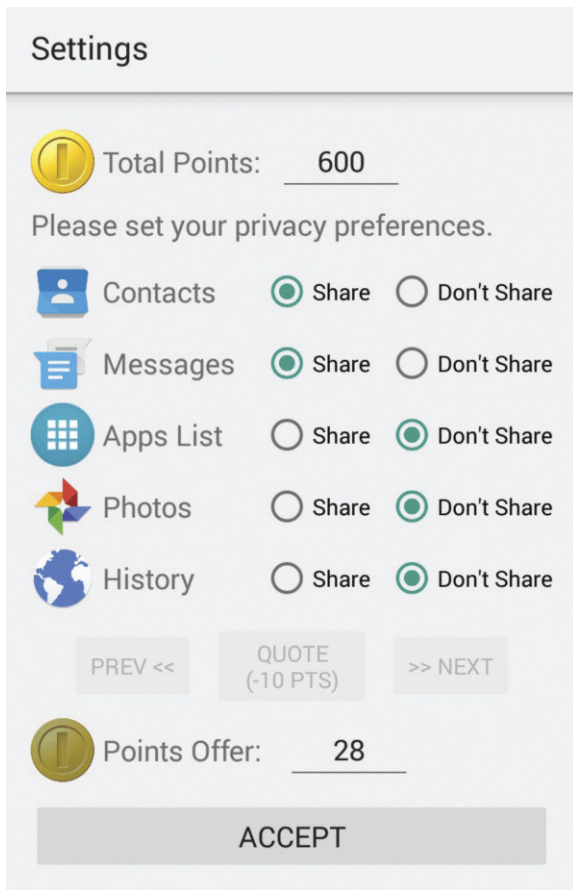 Settings
Total Points: 600
Please set your privacy preferences.
Contacts Share Don't Share
Messages Share Don't Share
Apps List Share Don't Share
Photos Share Don't Share
History Share Don't Share
PREV << QUOTE (-10 PTS) >> NEXT
Points Offer: 28
ACCEPT